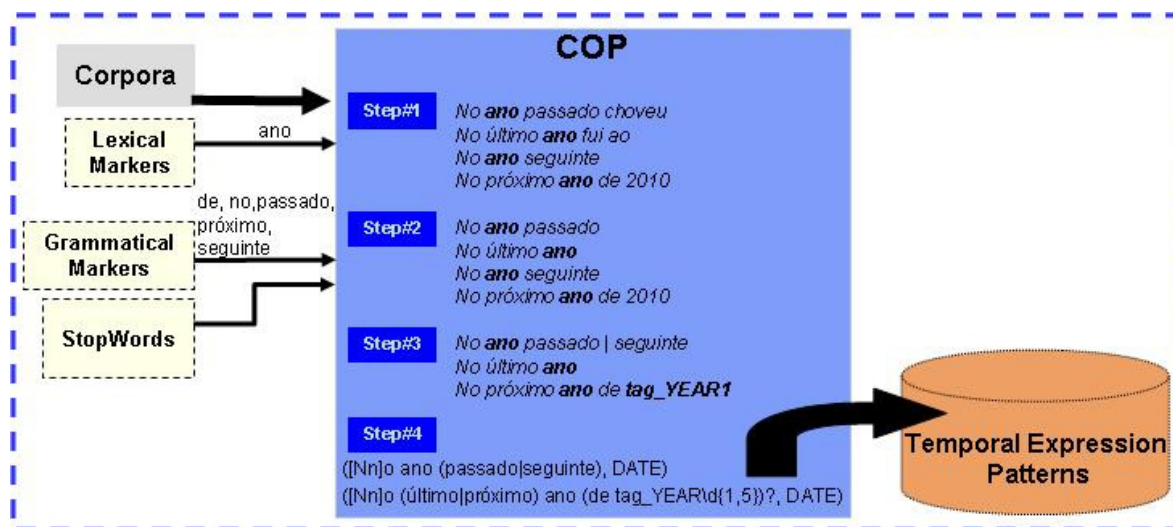 COP
Corpora
Lexical
Markers
ano
de, no,passado,
próximo,
seguinte
Grammatical
Markers
StopWords
Step#1
No ano passado choveu
No último ano fui ao
No ano seguinte
No próximo ano de 2010
Step#2
No ano passado
No último ano
No ano seguinte
No próximo ano de 2010
Step#3
No ano passado | seguinte
No último ano
No próximo ano de tag_YEAR1
Step#4
([Nn]o ano (passado|seguinte), DATE)
([Nn]o (último|próximo) ano (de tag_YEAR\d{1,5})?, DATE)
Temporal Expression
Patterns